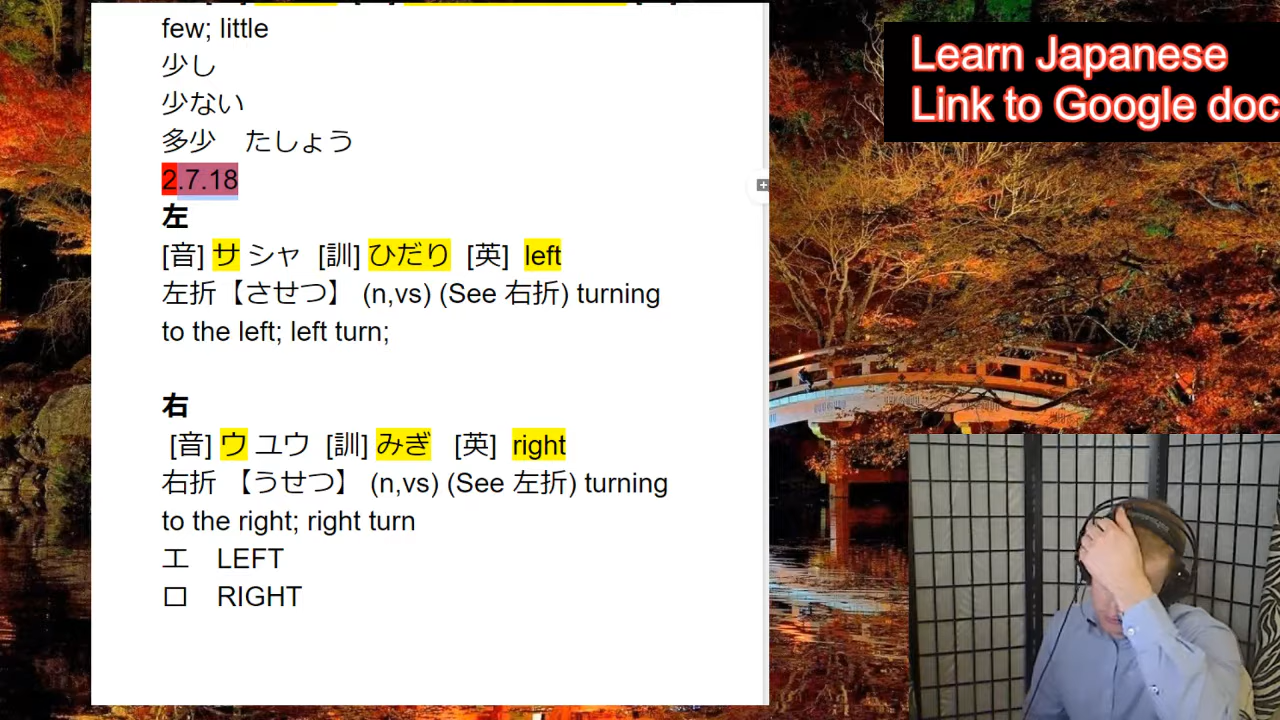 few; little
少し
少ない
多少　たしょう
2.7.18
左
[音] サ シャ [訓] ひだり [英] left
左折【させつ】 (n,vs) (See 右折) turning
to the left; left turn;
右
[音] ウ ユウ [訓] みぎ [英] right
右折 【うせつ】 (n,vs) (See 左折) turning
to the right; right turn
エ　LEFT
口　RIGHT
Learn Japanese
Link to Google doc